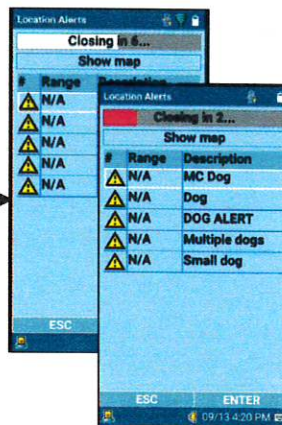 Location Alerts
Closing in 6...
Show map
# Range Description
N/A
N/A
N/A
N/A
N/A
ESC
Location Alerts
Closing in 2...
Show map
# Range Description
N/A MC Dog
N/A Dog
N/A DOG ALERT
N/A Multiple dogs
N/A Small dog
ESC ENTER
09/13 4:20 PM